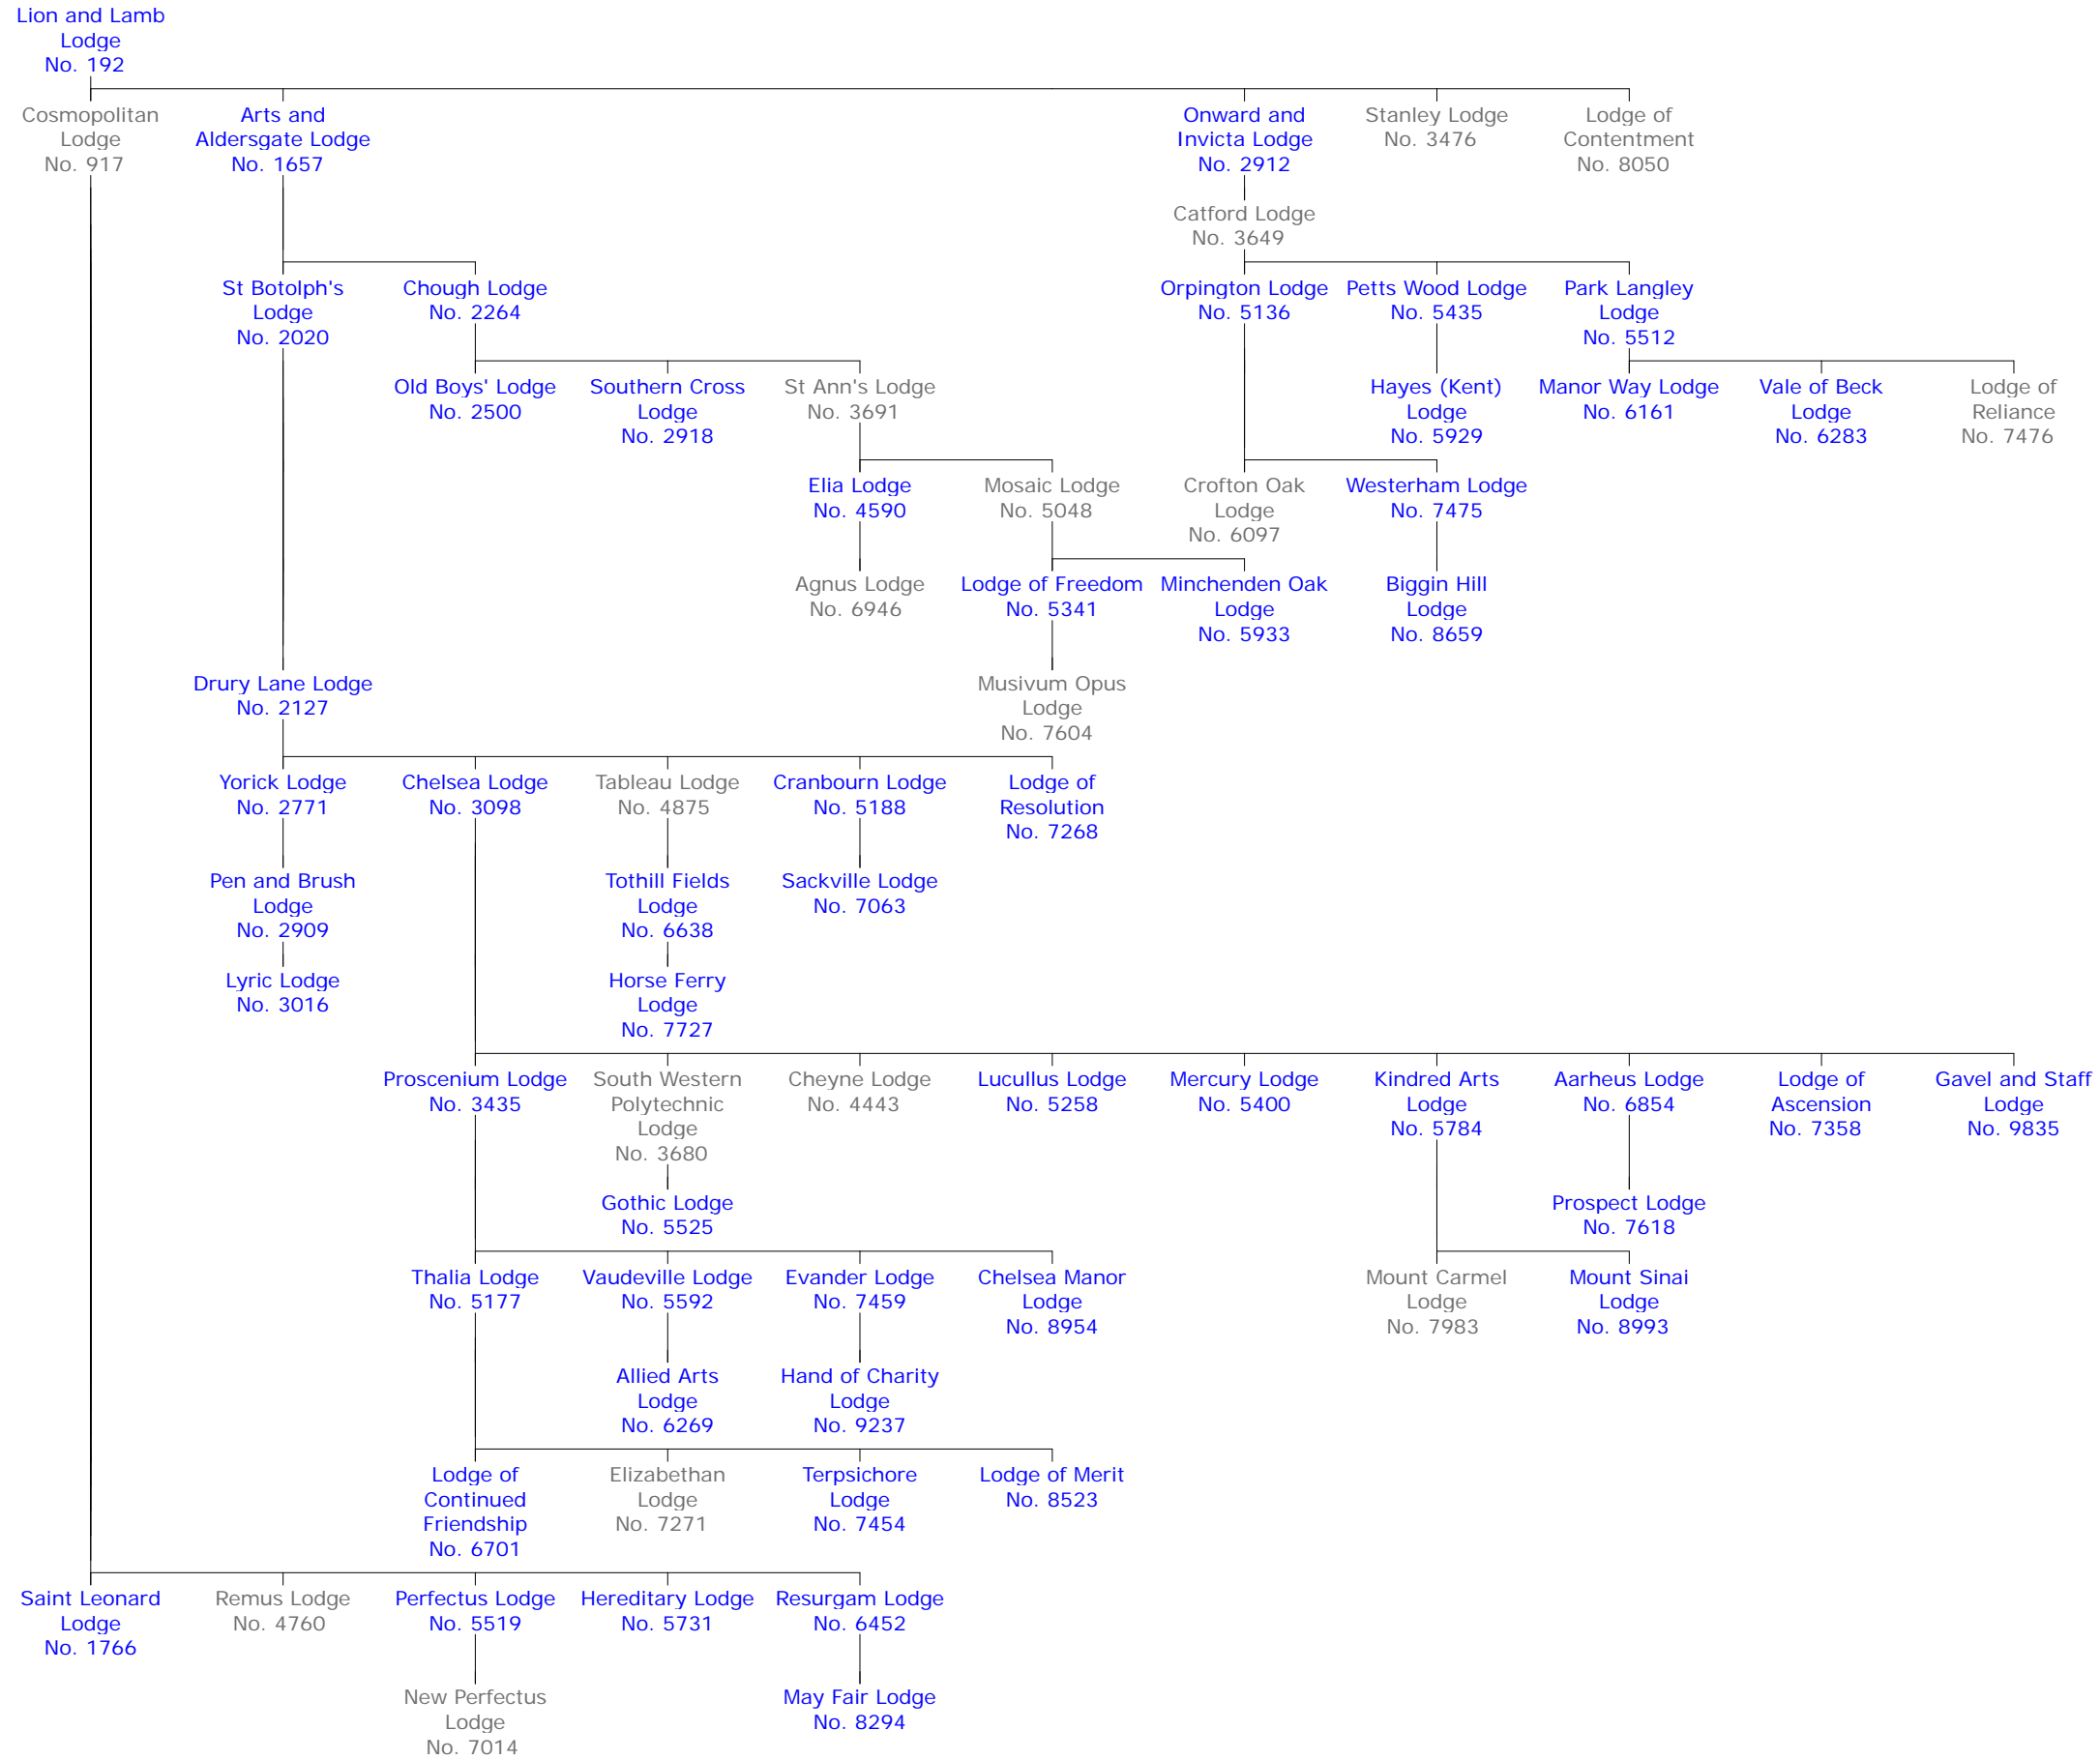 Lion and Lamb
Lodge
No. 192
Cosmopolitan
Lodge
No. 917
Arts and
Aldersgate Lodge
No. 1657
Onward and
Invicta Lodge
No. 2912
Stanley Lodge
No. 3476
Lodge of
Contentment
No. 8050
Catford Lodge
No. 3649
St Botolph's
Lodge
No. 2020
Chough Lodge
No. 2264
Orpington Lodge
No. 5136
Petts Wood Lodge
No. 5435
Park Langley
Lodge
No. 5512
Old Boys' Lodge
No. 2500
Southern Cross
Lodge
No. 2918
St Ann's Lodge
No. 3691
Hayes (Kent)
Lodge
No. 5929
Manor Way Lodge
No. 6161
Vale of Beck
Lodge
No. 6283
Lodge of
Reliance
No. 7476
Elia Lodge
No. 4590
Mosaic Lodge
No. 5048
Crofton Oak
Lodge
No. 6097
Westerham Lodge
No. 7475
Agnus Lodge
No. 6946
Lodge of Freedom
No. 5341
Minchenden Oak
Lodge
No. 5933
Biggin Hill
Lodge
No. 8659
Drury Lane Lodge
No. 2127
Musivum Opus
Lodge
No. 7604
Yorick Lodge
No. 2771
Chelsea Lodge
No. 3098
Tableau Lodge
No. 4875
Cranbourn Lodge
No. 5188
Lodge of
Resolution
No. 7268
Pen and Brush
Lodge
No. 2909
Tothill Fields
Lodge
No. 6638
Sackville Lodge
No. 7063
Lyric Lodge
No. 3016
Horse Ferry
Lodge
No. 7727
Proscenium Lodge
No. 3435
South Western
Polytechnic
Lodge
No. 3680
Cheyne Lodge
No. 4443
Lucullus Lodge
No. 5258
Mercury Lodge
No. 5400
Kindred Arts
Lodge
No. 5784
Aarheus Lodge
No. 6854
Lodge of
Ascension
No. 7358
Gavel and Staff
Lodge
No. 9835
Gothic Lodge
No. 5525
Prospect Lodge
No. 7618
Thalia Lodge
No. 5177
Vaudeville Lodge
No. 5592
Evander Lodge
No. 7459
Chelsea Manor
Lodge
No. 8954
Mount Carmel
Lodge
No. 7983
Mount Sinai
Lodge
No. 8993
Allied Arts
Lodge
No. 6269
Hand of Charity
Lodge
No. 9237
Lodge of
Continued
Friendship
No. 6701
Elizabethan
Lodge
No. 7271
Terpsichore
Lodge
No. 7454
Lodge of Merit
No. 8523
Saint Leonard
Lodge
No. 1766
Remus Lodge
No. 4760
Perfectus Lodge
No. 5519
Hereditary Lodge
No. 5731
Resurgam Lodge
No. 6452
New Perfectus
Lodge
No. 7014
May Fair Lodge
No. 8294